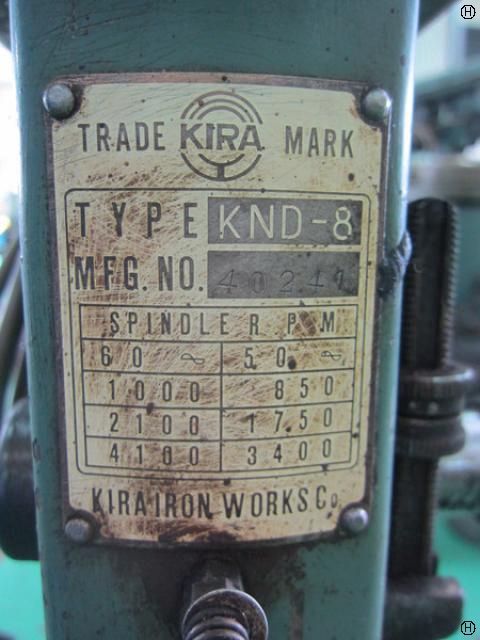 H
TRADE KIRA MARK
TYPE KND-8
MFG. NO. 40241
SPINDLE R P M
60 ~ 50 ~
1000 850
2100 1750
4100 3400
KIRA IRON WORKS. Co.
H